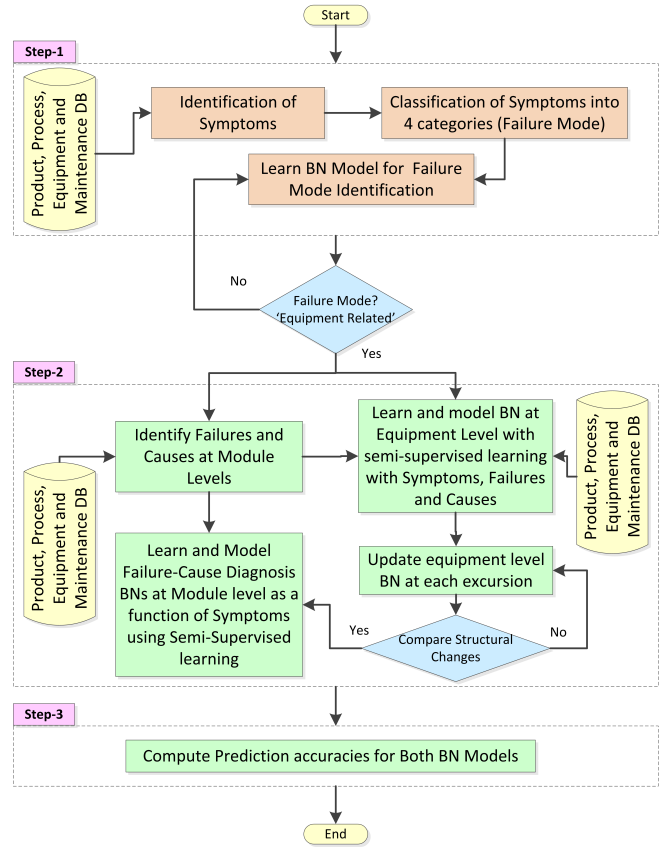 Start
Step-1
Product, Process,
Equipment and
Maintenance DB
Identification of
Symptoms
Classification of Symptoms into
4 categories (Failure Mode)
Learn BN Model for Failure
Mode Identification
No
Failure Mode?
‘Equipment Related’
Yes
Step-2
Identify Failures and
Causes at Module
Levels
Learn and model BN at
Equipment Level with
semi-supervised learning
with Symptoms, Failures
and Causes
Product, Process,
Equipment and
Maintenance DB
Product, Process,
Equipment and
Maintenance DB
Learn and Model
Failure-Cause Diagnosis
BNs at Module level as a
function of Symptoms
using Semi-Supervised
learning
Update equipment level
BN at each excursion
Yes
Compare Structural
Changes
No
Step-3
Compute Prediction accuracies for Both BN Models
End